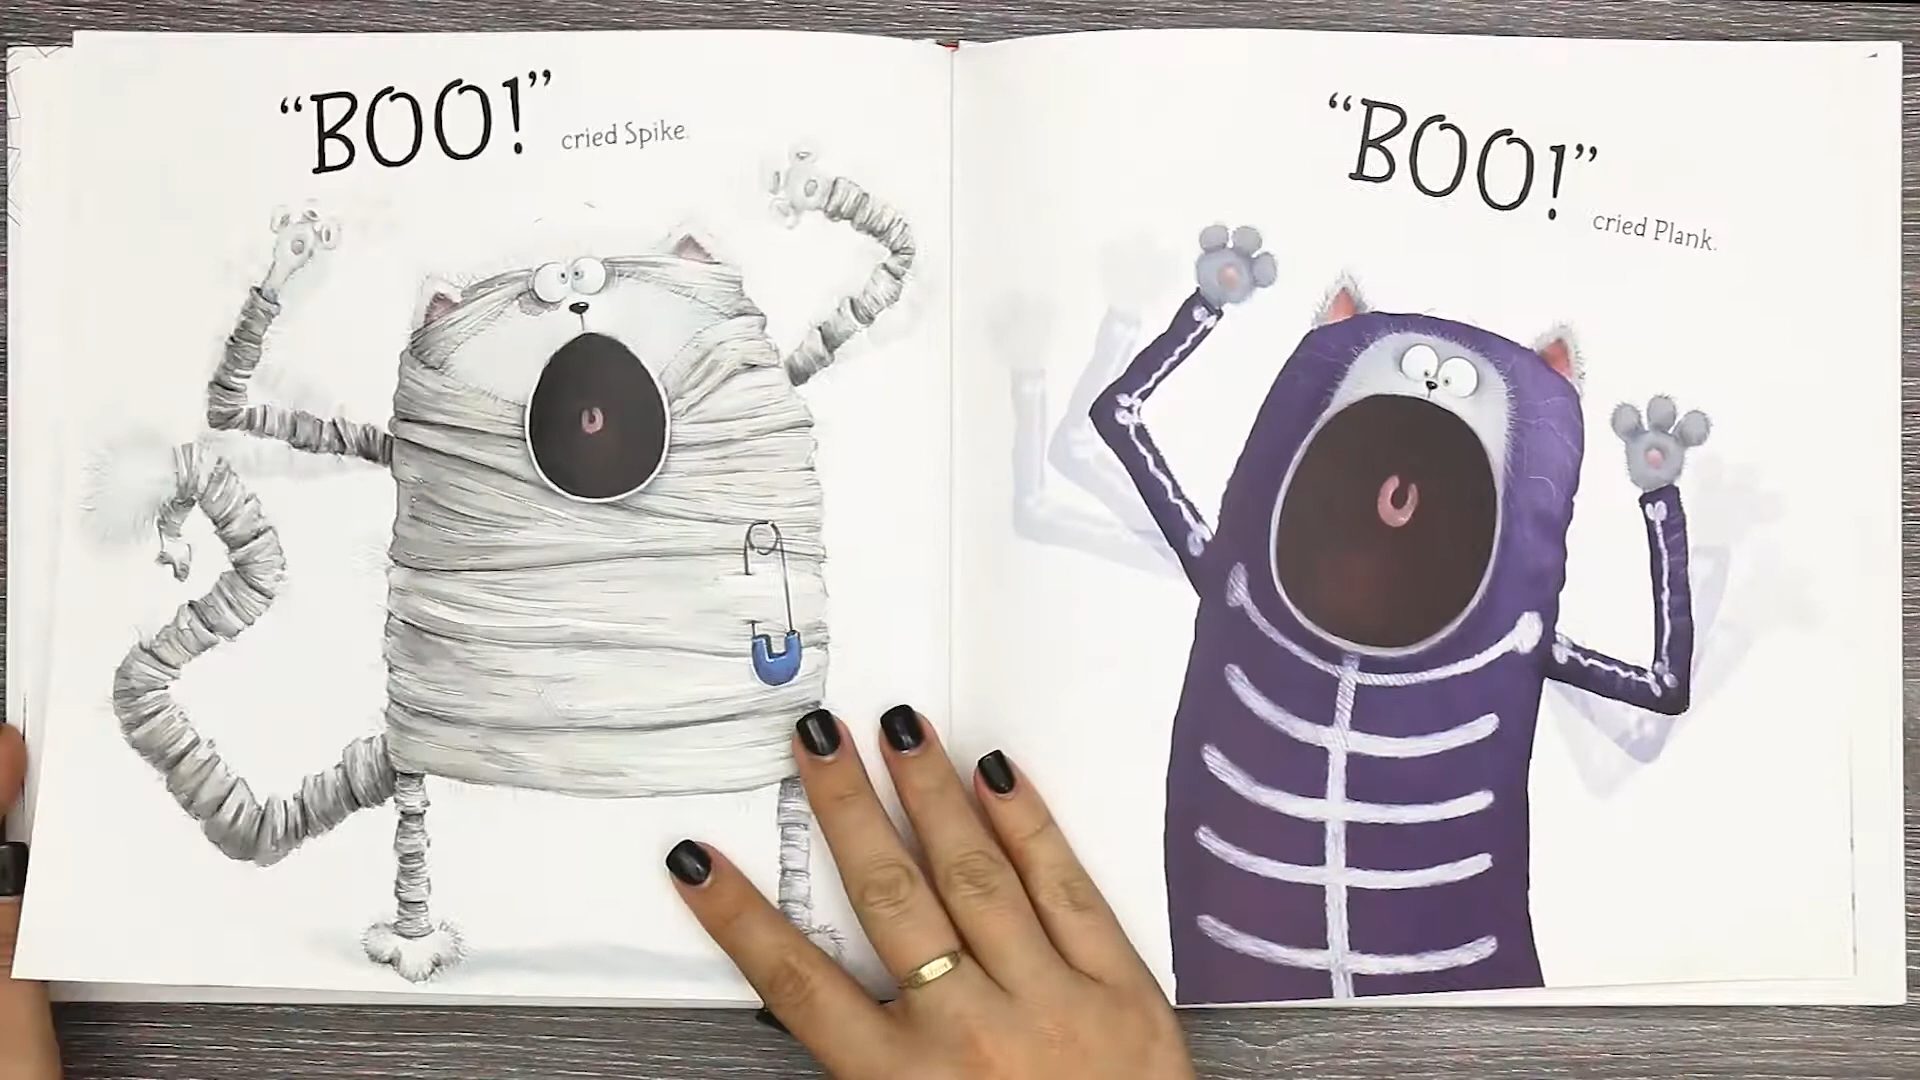 “BOO!” cried Spike.
“BOO!” cried Plank.